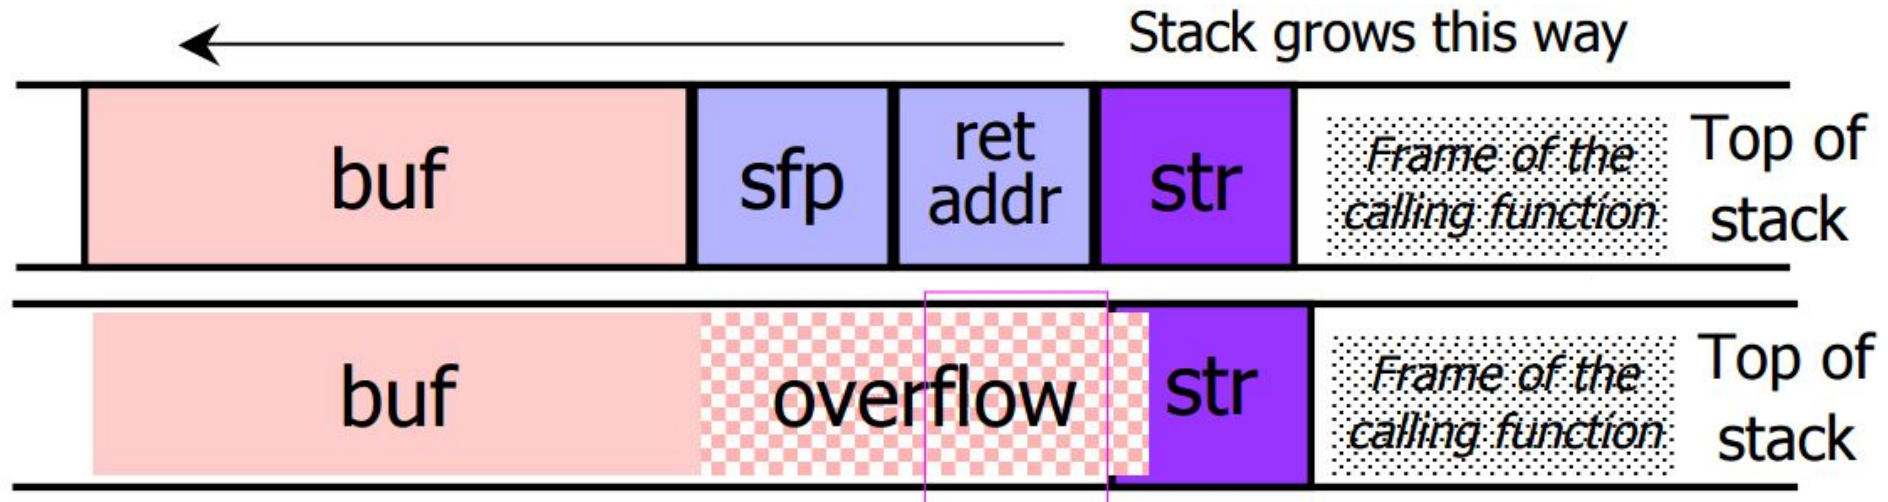 Stack grows this way
buf
sfp
ret
addr
str
Frame of the
calling function
Top of
stack
buf
overflow
str
Frame of the
calling function
Top of
stack